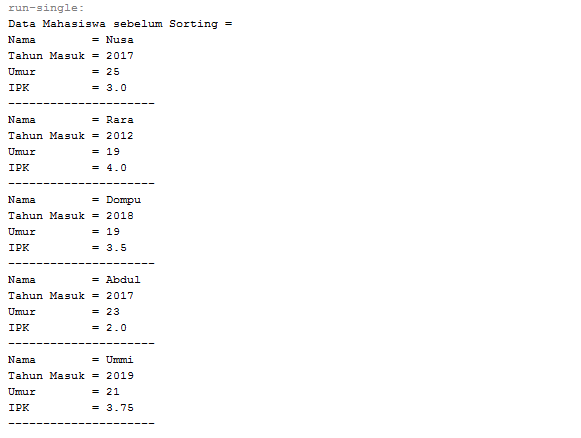 run-single:
Data Mahasiswa sebelum Sorting =
Nama        = Nusa
Tahun Masuk = 2017
Umur        = 25
IPK         = 3.0
---------------------
Nama        = Rara
Tahun Masuk = 2012
Umur        = 19
IPK         = 4.0
---------------------
Nama        = Dompu
Tahun Masuk = 2018
Umur        = 19
IPK         = 3.5
---------------------
Nama        = Abdul
Tahun Masuk = 2017
Umur        = 23
IPK         = 2.0
---------------------
Nama        = Ummi
Tahun Masuk = 2019
Umur        = 21
IPK         = 3.75
---------------------